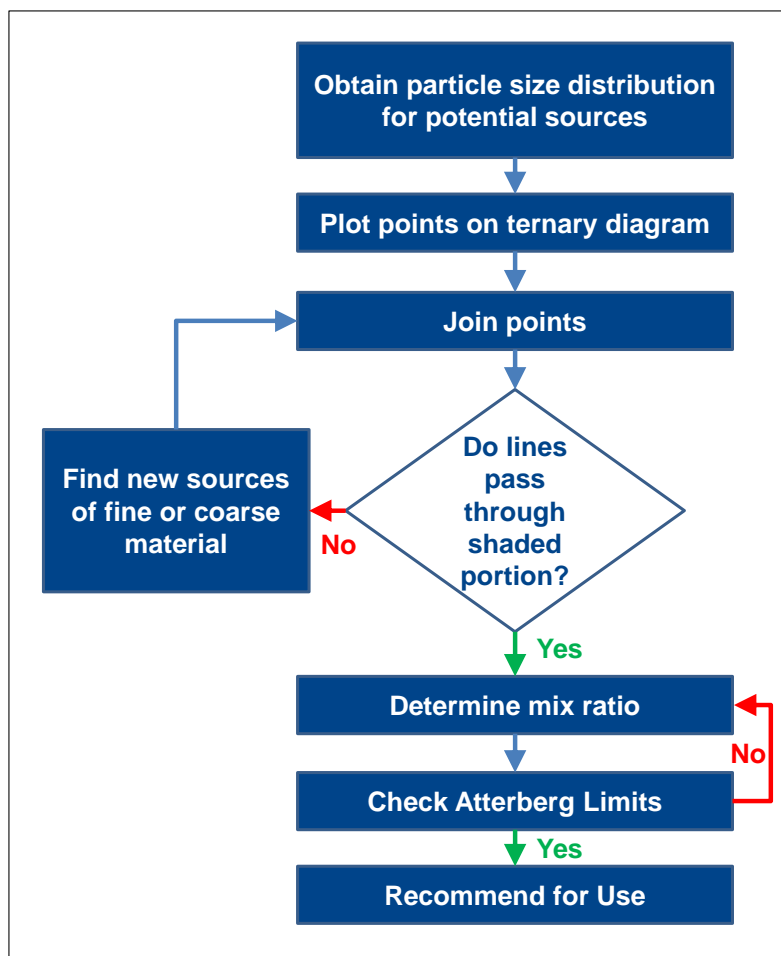 Obtain particle size distribution
for potential sources
Plot points on ternary diagram
Join points
Do lines
pass
through
shaded
portion?
Find new sources
of fine or coarse
material
No
Yes
Determine mix ratio
No
Check Atterberg Limits
Yes
Recommend for Use